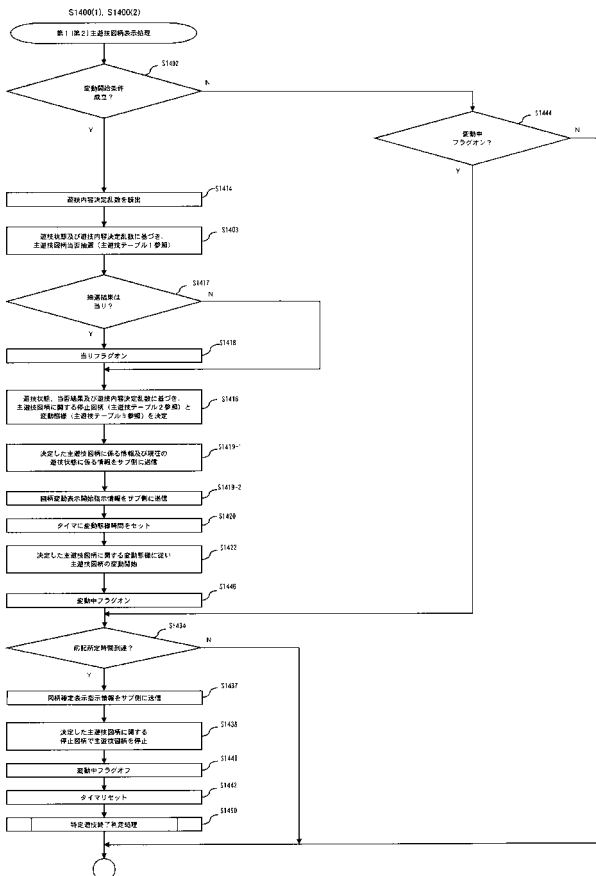 S1400(1), S1400(2)
第1(第2)主遊技図柄表示処理
S1402
変動開始条件
成立?
N
Y
S1444
変動中
フラグオン?
N
Y
S1414
遊技内容決定乱数を読出
S1403
遊技状態及び遊技内容決定乱数に基づき、
主遊技図柄当否抽選(主遊技テーブル1参照)
S1417
抽選結果は
当り?
N
Y
S1418
当りフラグオン
S1416
遊技状態、当否結果及び遊技内容決定乱数に基づき、
主遊技図柄に関する停止図柄(主遊技テーブル2参照)と
変動態様(主遊技テーブル3参照)を決定
S1419-1
決定した主遊技図柄に係る情報及び現在の
遊技状態に係る情報をサブ側に送信
S1419-2
図柄変動表示開始指示情報をサブ側に送信
S1420
タイマに変動態様時間をセット
S1422
決定した主遊技図柄に関する変動態様に従い
主遊技図柄の変動開始
S1446
変動中フラグオン
S1434
前記所定時間到達?
N
Y
S1437
図柄確定表示指示情報をサブ側に送信
S1438
決定した主遊技図柄に関する
停止図柄で主遊技図柄を停止
S1440
変動中フラグオフ
S1442
タイマリセット
S1450
特定遊技終了判定処理